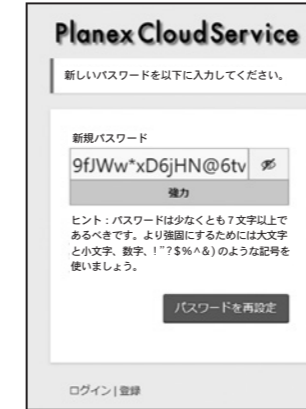 Planex CloudService
新しいパスワードを以下に入力してください。
新規パスワード
9fJWw*xD6jHN@6tv
強力
ヒント：パスワードは少なくとも7文字以上で
あるべきです。より強固にするためには大文字
と小文字、数字、!"?$%^&)のような記号を
使いましょう。
パスワードを再設定
ログイン | 登録